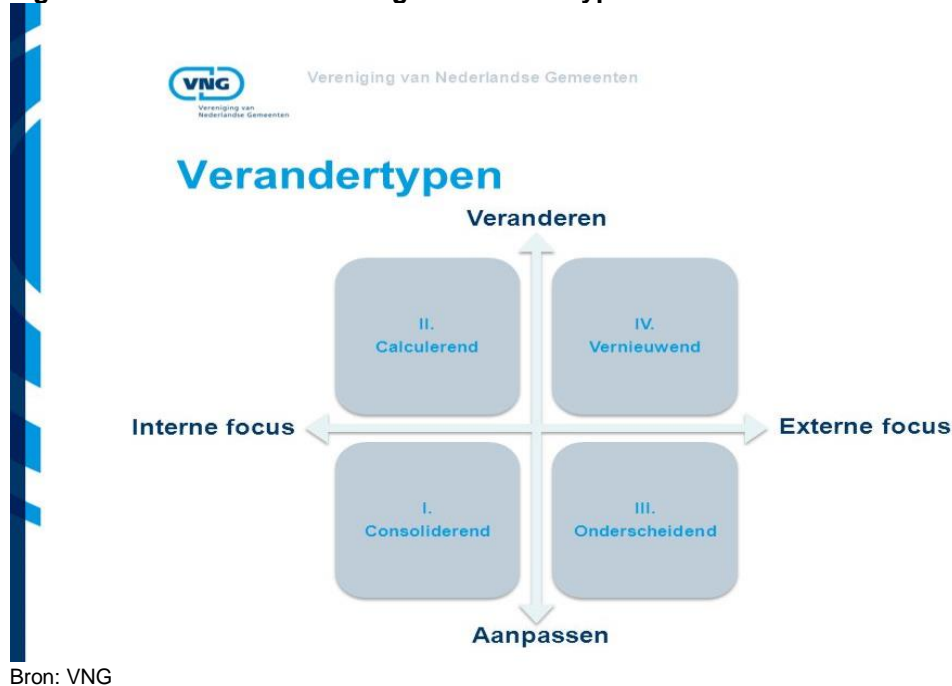 VNG
Vereniging van
Nederlandse Gemeenten
Vereniging van Nederlandse Gemeenten
Verandertypen
Veranderen
II.
Calculerend
IV.
Vernieuwend
Interne focus
Externe focus
I.
Consoliderend
III.
Onderscheidend
Aanpassen
Bron: VNG